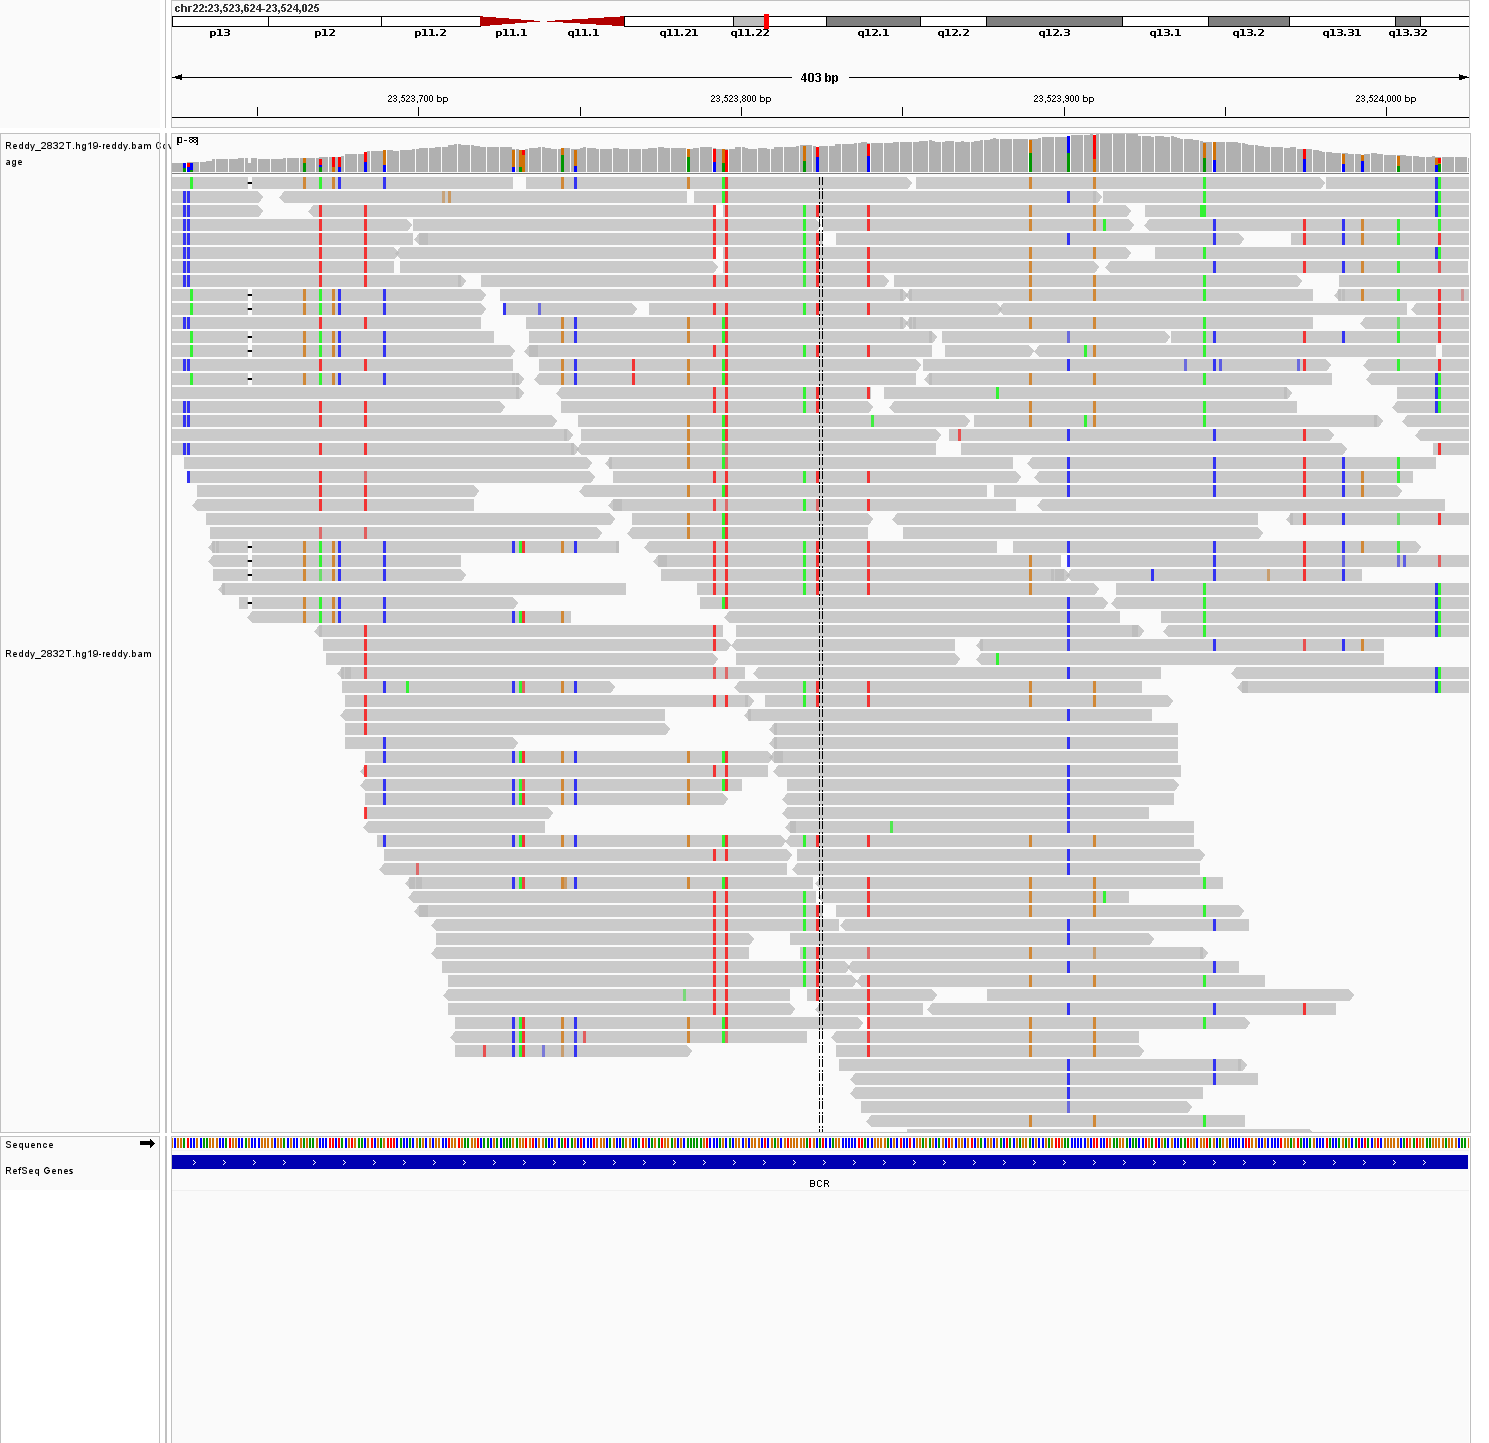 chr22:23,523,624-23,524,025
p13 p12 p11.2 p11.1 q11.1 q11.21 q11.22 q12.1 q12.2 q12.3 q13.1 q13.2 q13.31 q13.32
403 bp
23,523,700 bp 23,523,800 bp 23,523,900 bp 23,524,000 bp
Reddy_2832T.hg19-reddy.bam Cov
age
[0 - 88]
Reddy_2832T.hg19-reddy.bam
Sequence
RefSeq Genes
BCR